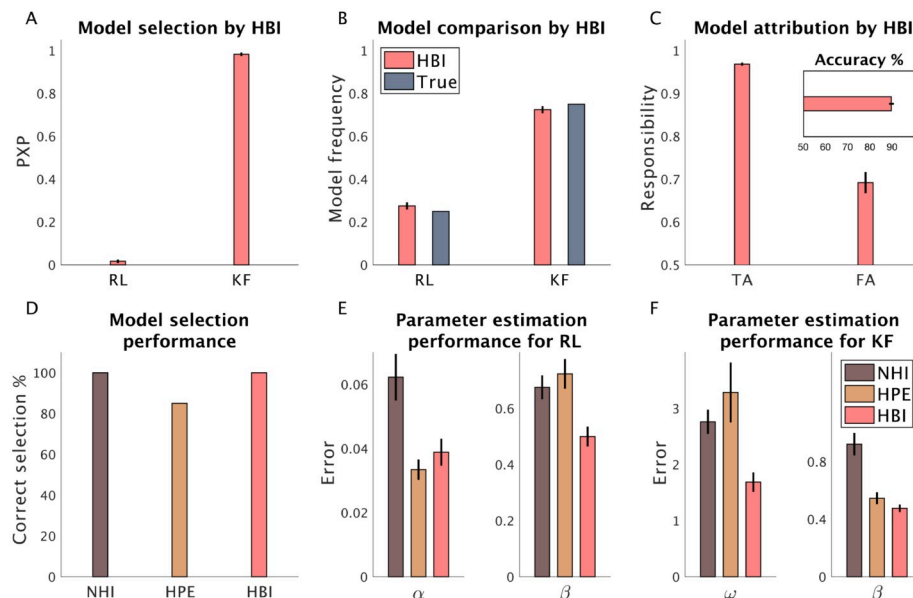 A
Model selection by HBI
PXP
1
0.8
0.6
0.4
0.2
0
RL
KF
B
Model comparison by HBI
Model frequency
1
0.8
0.6
0.4
0.2
0
HBI
True
RL
KF
C
Model attribution by HBI
Responsibility
1
0.9
0.8
0.7
0.6
0.5
Accuracy %
50 60 70 80 90
TA
FA
D
Model selection
performance
Correct selection %
100
80
60
40
20
0
NHI
HPE
HBI
E
Parameter estimation
performance for RL
Error
0.06
0.04
0.02
0
α
0.6
0.4
0.2
0
β
F
Parameter estimation
performance for KF
Error
3
2
1
0
ω
NHI
HPE
HBI
0.8
0.4
0
β